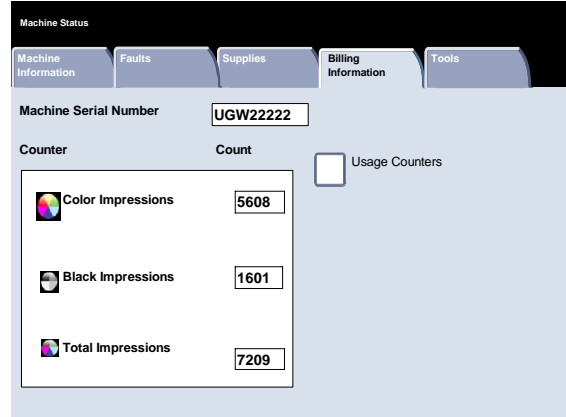 Machine Status
Machine Information
Faults
Supplies
Billing Information
Tools
Machine Serial Number
UGW22222
Counter
Count
Usage Counters
Color Impressions
5608
Black Impressions
1601
Total Impressions
7209